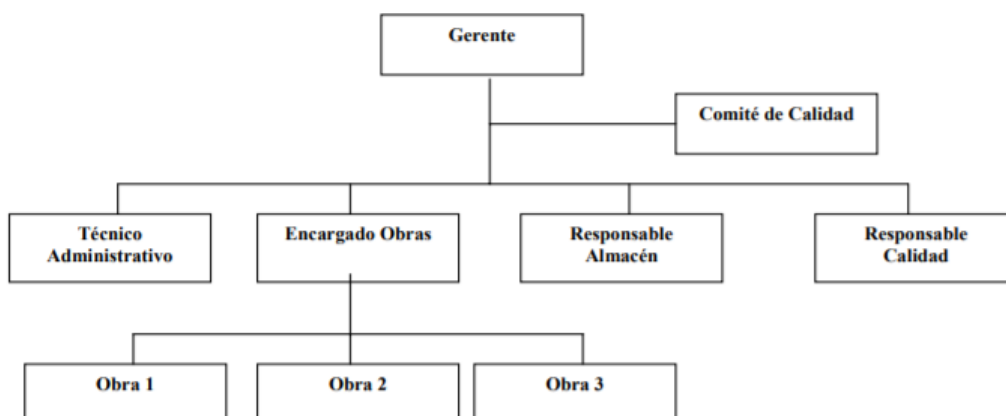 Gerente
Comité de Calidad
Técnico
Administrativo
Encargado Obras
Responsable
Almacén
Responsable
Calidad
Obra 1
Obra 2
Obra 3